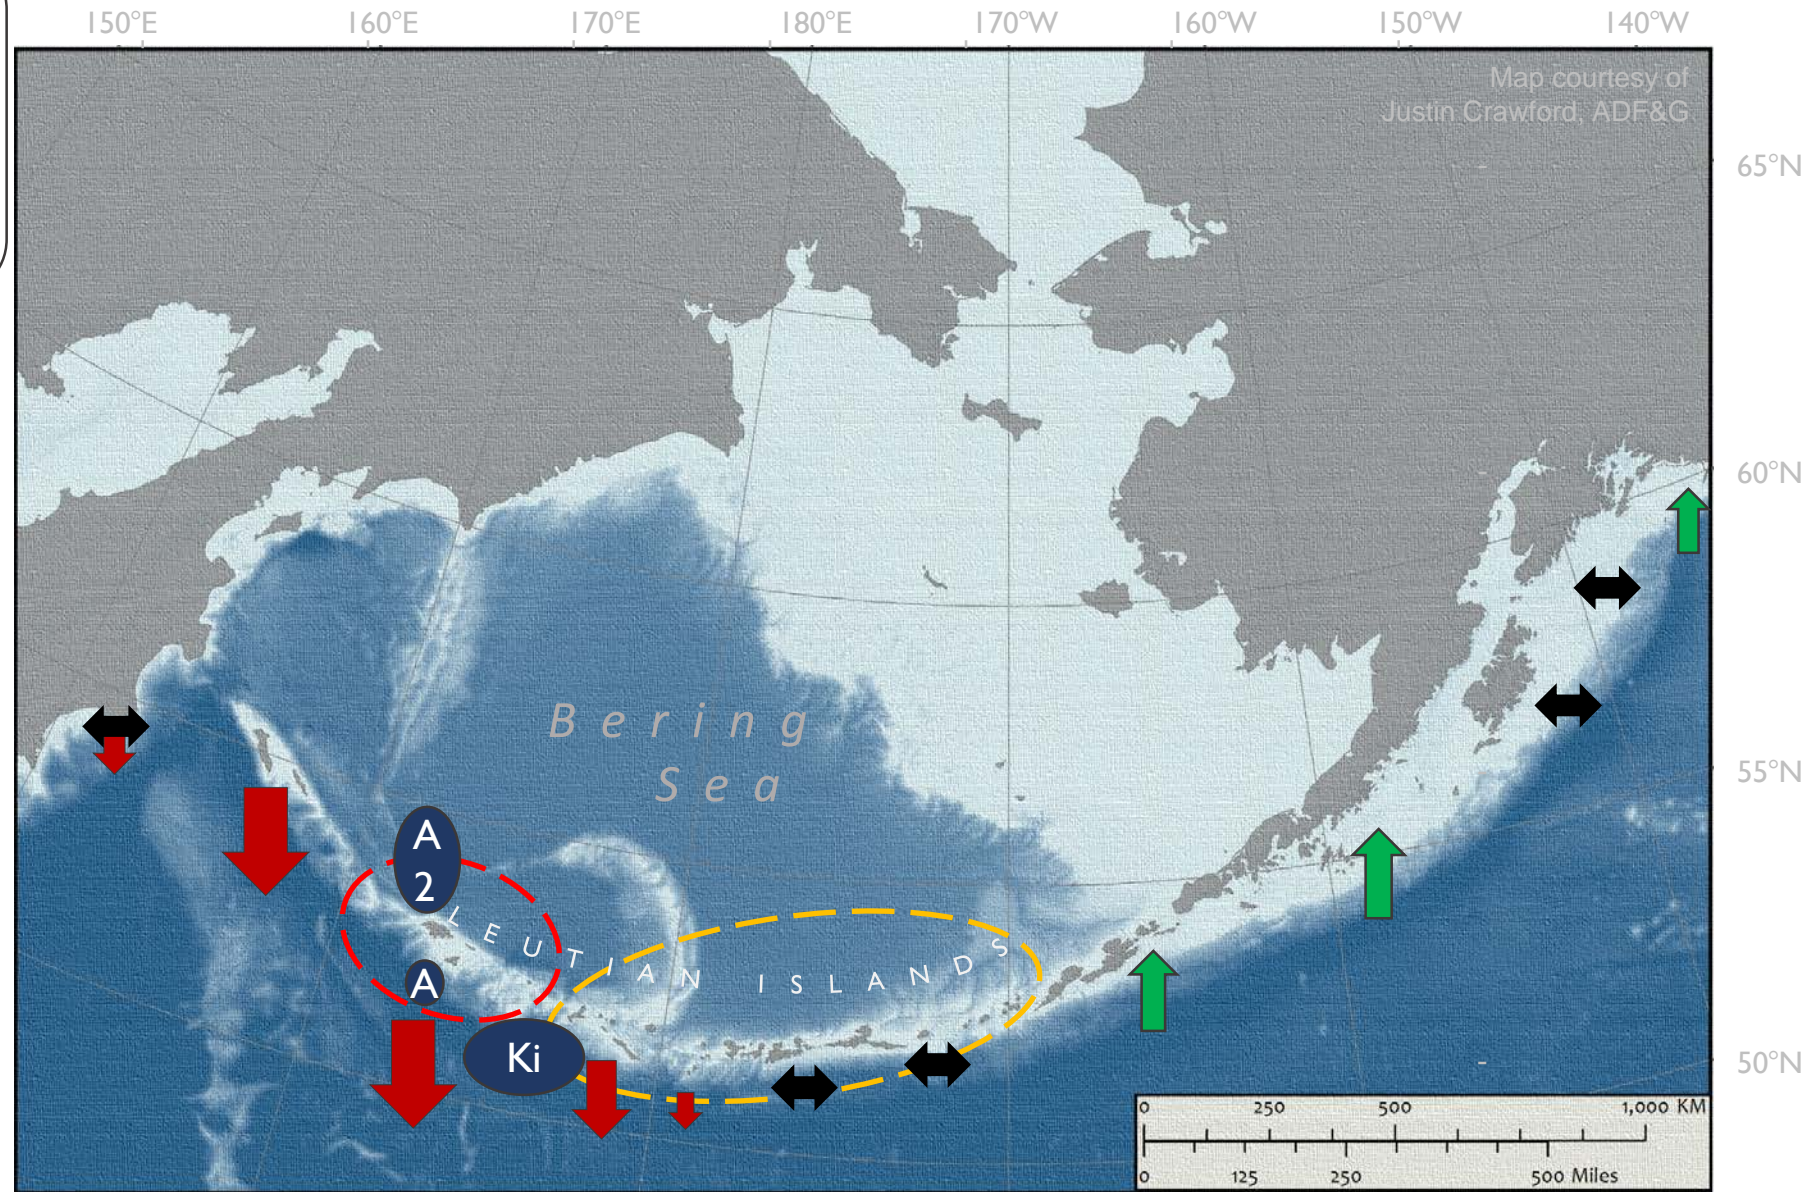 150°E 160°E 170°E 180°E 170°W 160°W 150°W 140°W
Map courtesy of
Justin Crawford, ADF&G
65°N
60°N
Bering
Sea
55°N
A
2
LEUTIAN ISLANDS
A
Ki
50°N
0 250 500 1,000 KM
0 125 250 500 Miles